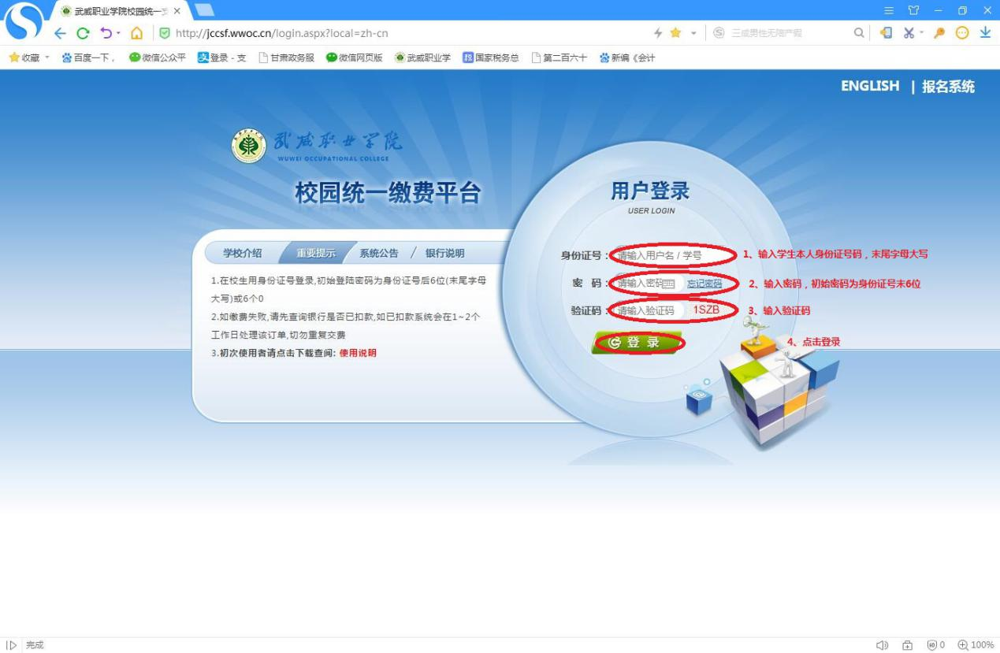 武威职业学院校园统一支
http://jccsf.wwoc.cn/login.aspx?local=zh-cn
三成男性无陪产假
收藏 百度一下, 微信公众平 登录 - 支 甘肃政务服 微信网页版 武威职业学 国家税务总 第二百六十 新编《会计
ENGLISH | 报名系统
武威职业学院
WUWEI OCCUPATIONAL COLLEGE
校园统一缴费平台
用户登录
USER LOGIN
学校介绍 重要提示 系统公告 / 银行说明
1.在校生用身份证号登录,初始登陆密码为身份证号后6位(末尾字母
大写)或6个0
2.如缴费失败,请先查询银行是否已扣款,如已扣款系统会在1~2个
工作日处理该订单,切勿重复交费
3.初次使用者请点击下载查阅: 使用说明
身份证号: 请输入用户名 / 学号 1、输入学生本人身份证号码，末尾字母大写
密 码: 请输入密码 忘记密码 2、输入密码，初始密码为身份证号末6位
验证码: 请输入验证码 1SZB 3、输入验证码
登 录 4、点击登录
完成
0 100%